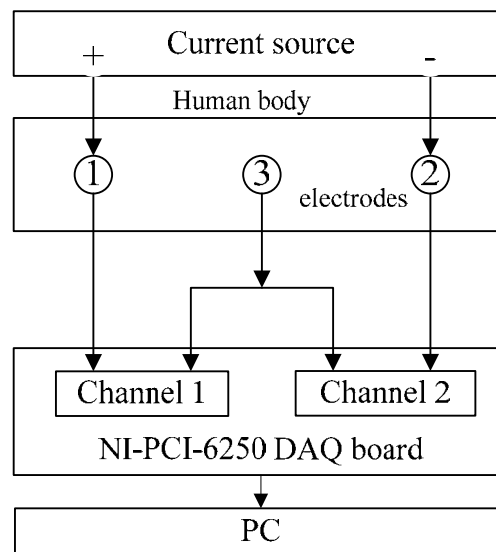 Current source
+ -
Human body
1 3 2
electrodes
Channel 1 Channel 2
NI-PCI-6250 DAQ board
PC